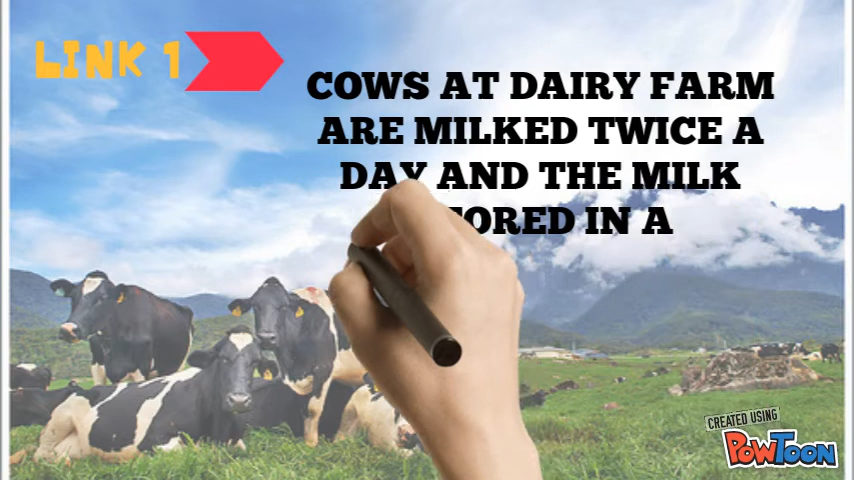 LINK 1
COWS AT DAIRY FARM
ARE MILKED TWICE A
DAY AND THE MILK
IN A
CREATED USING
POWTOON